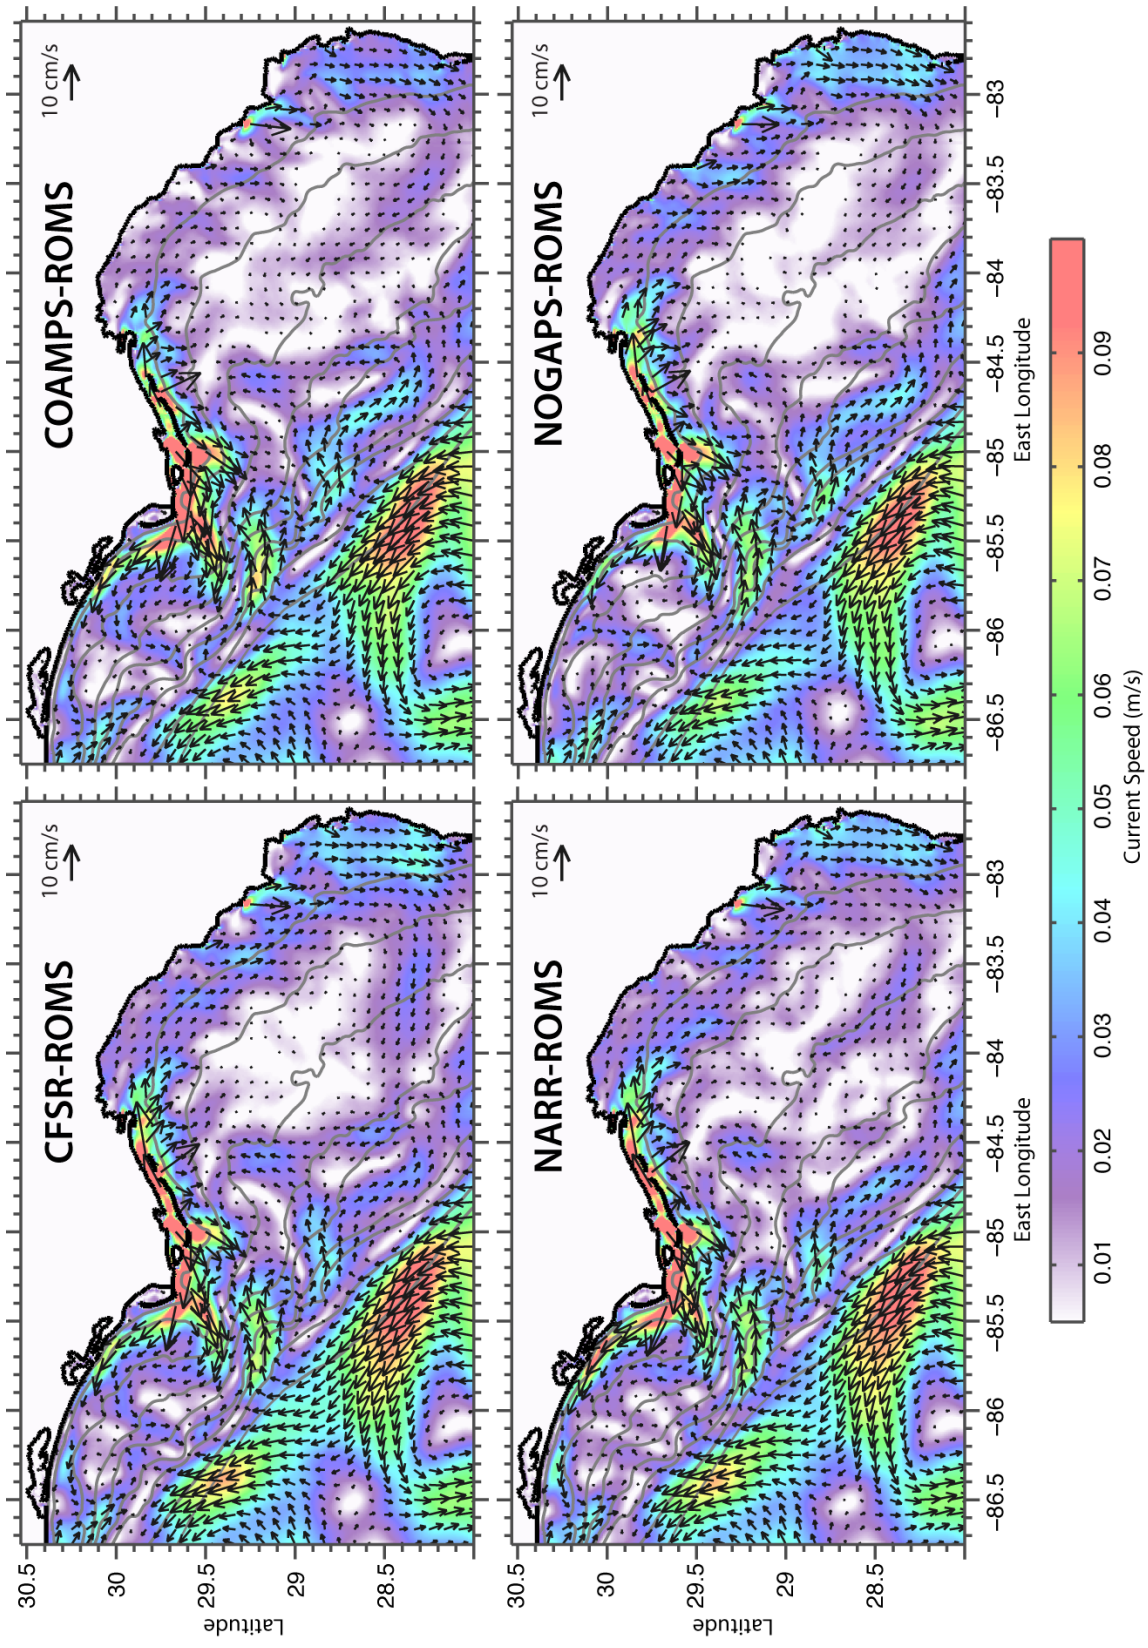 CFSR-ROMS
10 cm/s
COAMPS-ROMS
10 cm/s
30.5
30
29.5
29
28.5
Latitude
NARR-ROMS
10 cm/s
NOGAPS-ROMS
10 cm/s
30.5
30
29.5
29
28.5
Latitude
−86.5
−86
−85.5
−85
−84.5
−84
−83.5
−83
East Longitude
−86.5
−86
−85.5
−85
−84.5
−84
−83.5
−83
East Longitude
0.01
0.02
0.03
0.04
0.05
0.06
0.07
0.08
0.09
Current Speed (m/s)